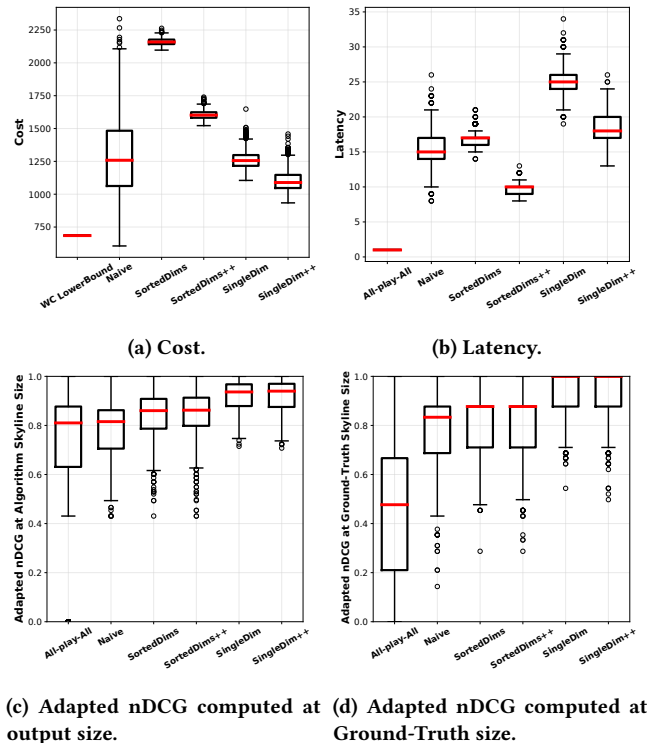 Cost
2250
2000
1750
1500
1250
1000
750
WC LowerBound
Naive
SortedDims
SortedDims++
SingleDim
SingleDim++
(a) Cost.
Latency
35
30
25
20
15
10
5
0
All-play-All
Naive
SortedDims
SortedDims++
SingleDim
SingleDim++
(b) Latency.
Adapted nDCG at Algorithm Skyline Size
1.0
0.8
0.6
0.4
0.2
0.0
All-play-All
Naive
SortedDims
SortedDims++
SingleDim
SingleDim++
(c) Adapted nDCG computed at
output size.
Adapted nDCG at Ground-Truth Skyline Size
1.0
0.8
0.6
0.4
0.2
0.0
All-play-All
Naive
SortedDims
SortedDims++
SingleDim
SingleDim++
(d) Adapted nDCG computed at
Ground-Truth size.